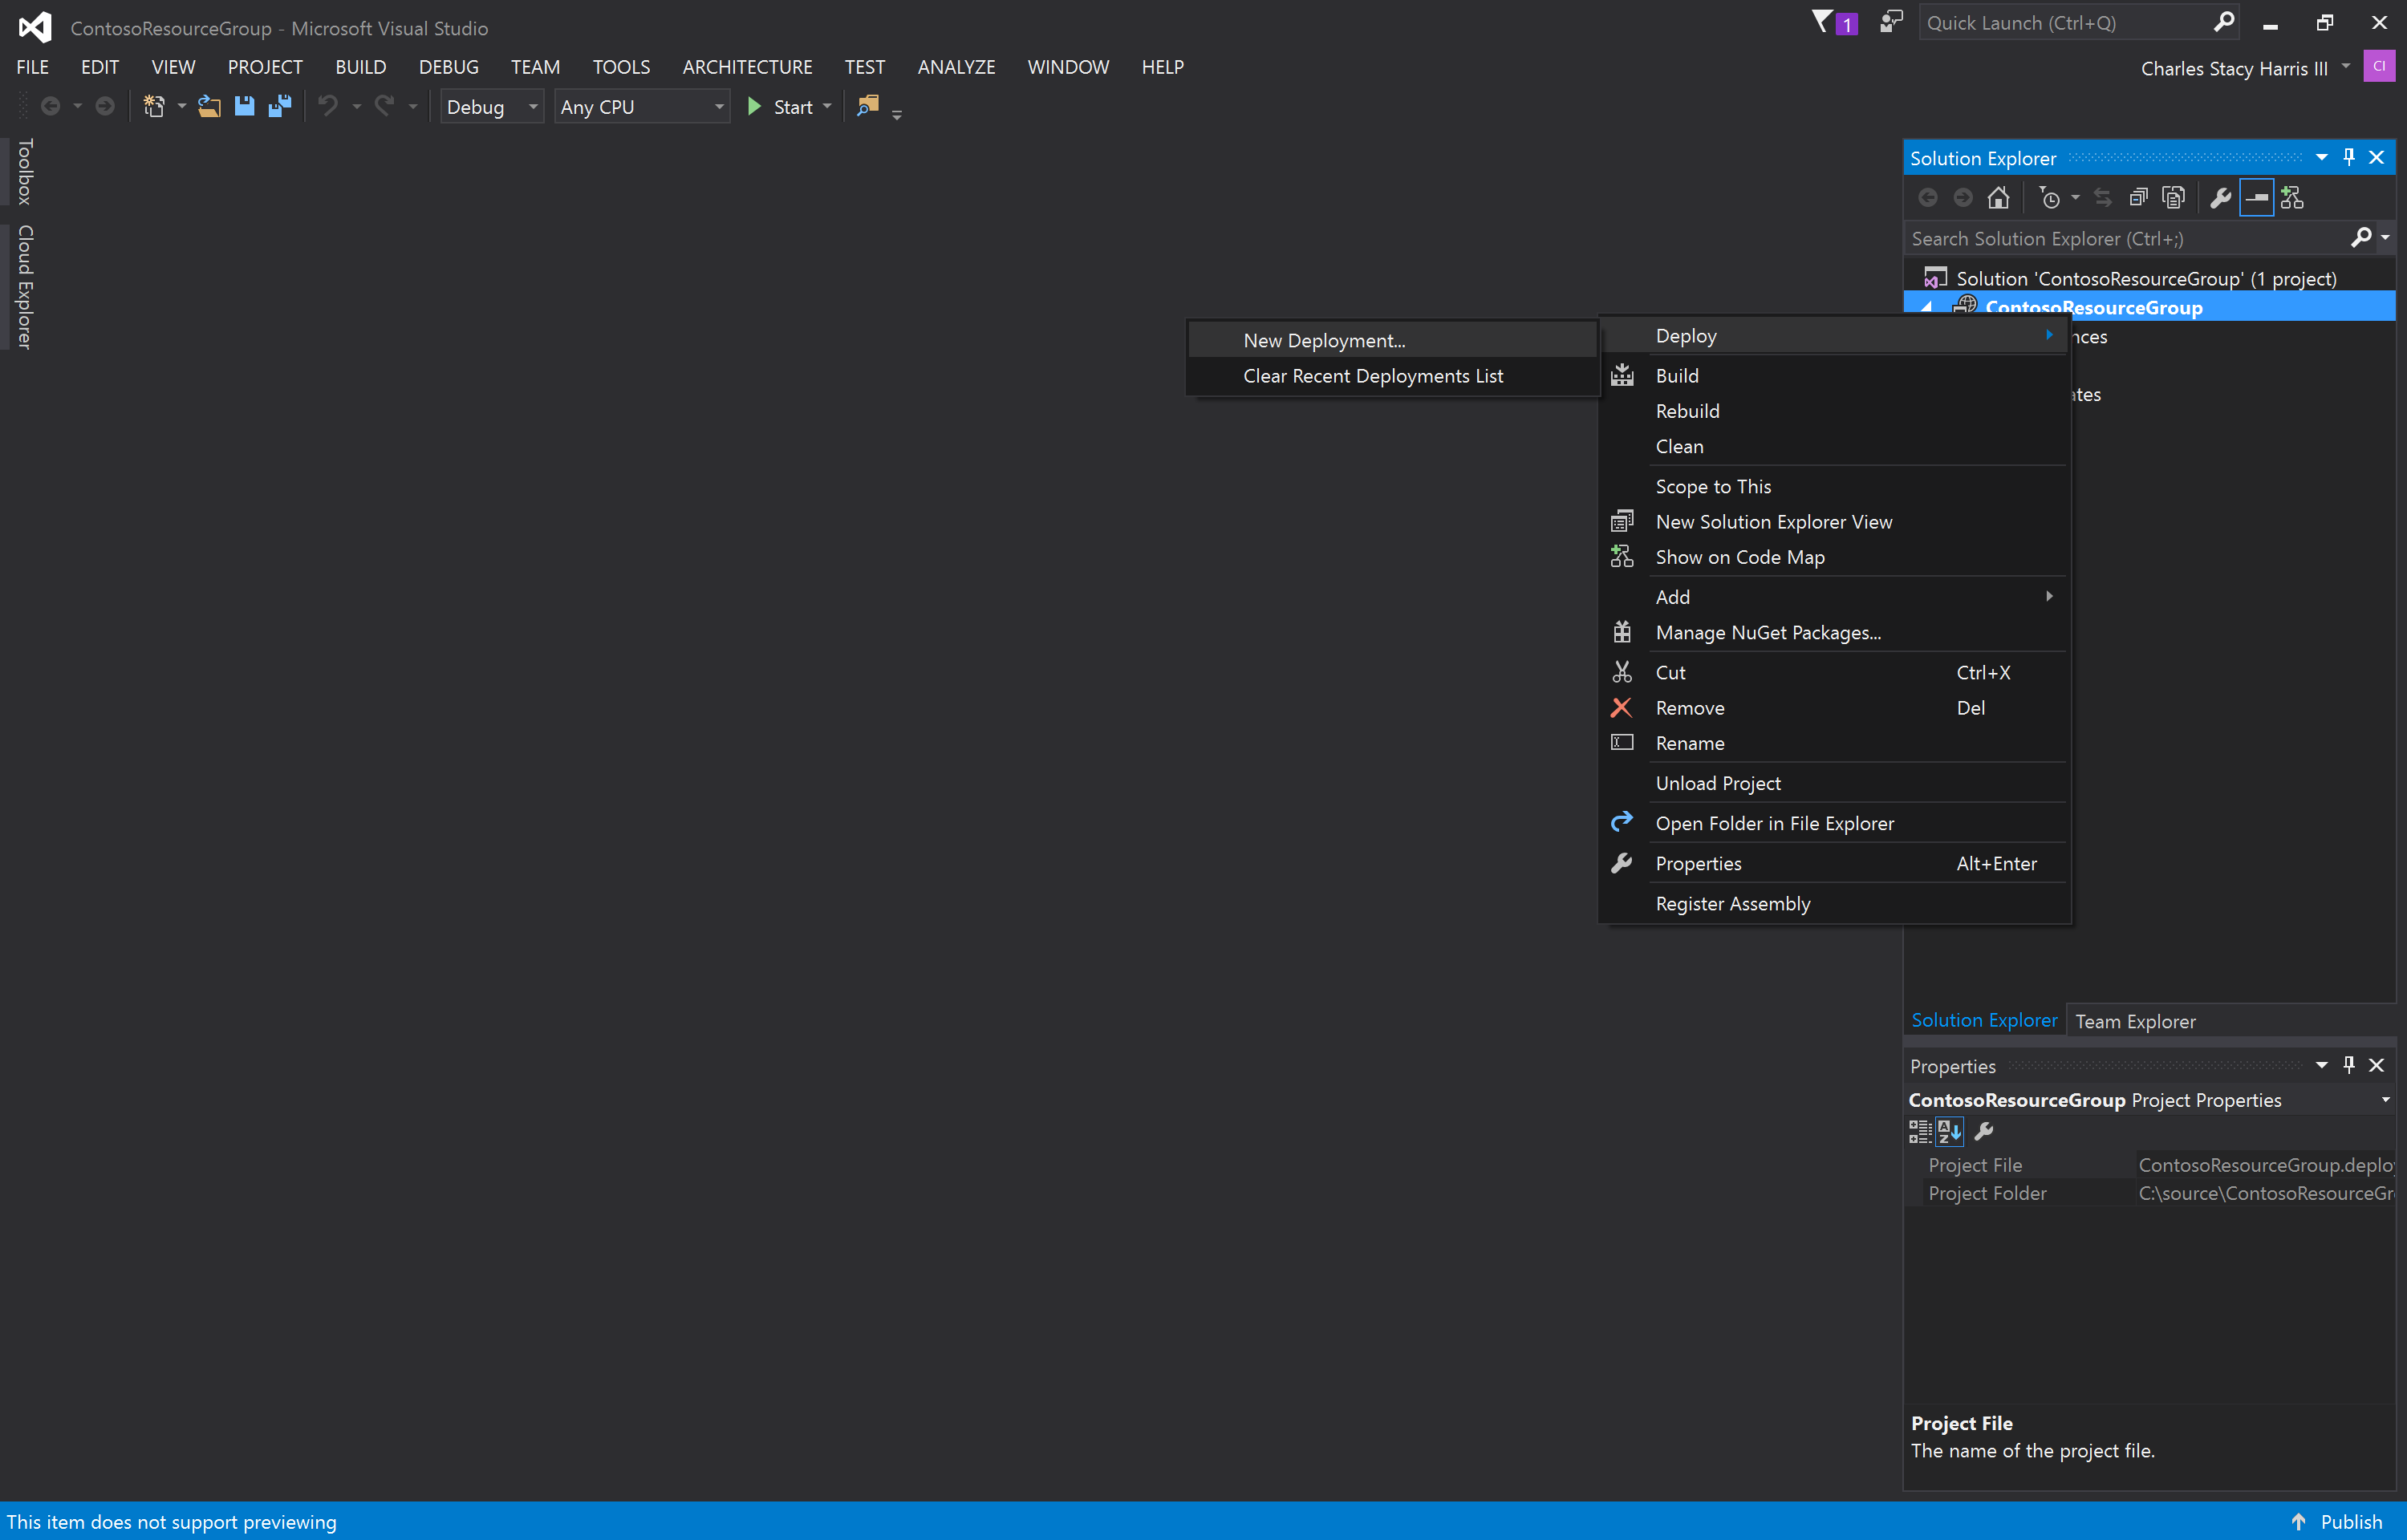 ContosoResourceGroup - Microsoft Visual Studio
1
Quick Launch (Ctrl+Q)
FILE EDIT VIEW PROJECT BUILD DEBUG TEAM TOOLS ARCHITECTURE TEST ANALYZE WINDOW HELP
Charles Stacy Harris III
CI
Debug
Any CPU
Start
Toolbox
Cloud Explorer
Solution Explorer
Search Solution Explorer (Ctrl+;)
Solution 'ContosoResourceGroup' (1 project)
ContosoResourceGroup
nces
ates
New Deployment...
Clear Recent Deployments List
Deploy
Build
Rebuild
Clean
Scope to This
New Solution Explorer View
Show on Code Map
Add
Manage NuGet Packages...
Cut Ctrl+X
Remove Del
Rename
Unload Project
Open Folder in File Explorer
Properties Alt+Enter
Register Assembly
Solution Explorer
Team Explorer
Properties
ContosoResourceGroup Project Properties
Project File ContosoResourceGroup.deplo
Project Folder C:\source\ContosoResourceGr
Project File
The name of the project file.
This item does not support previewing
Publish